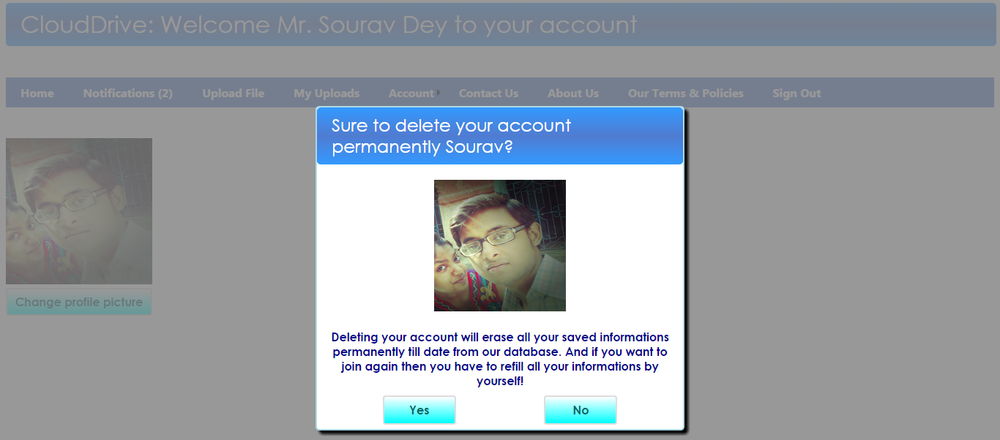 CloudDrive: Welcome Mr. Sourav Dey to your account
Home Notifications (2) Upload File My Uploads Account Contact Us About Us Our Terms & Policies Sign Out
Sure to delete your account
permanently Sourav?
Change profile picture
Deleting your account will erase all your saved informations
permanently till date from our database. And if you want to
join again then you have to refill all your informations by
yourself!
Yes No